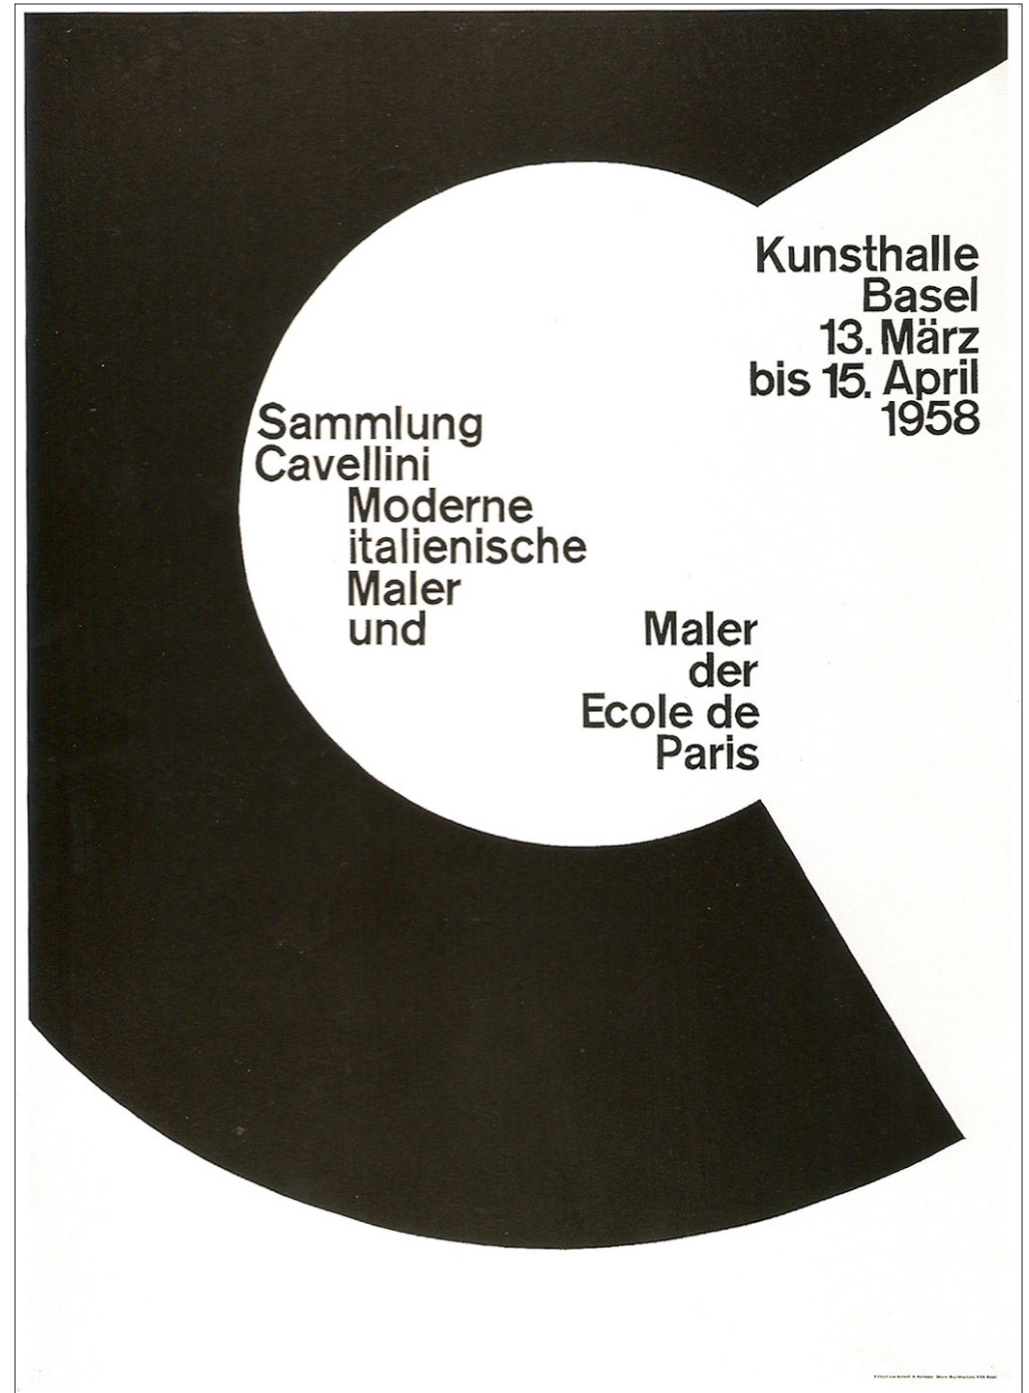 Kunsthalle
Basel
13. März
bis 15. April
1958
Sammlung
Cavellini
Moderne
italienische
Maler
und
Maler
der
Ecole de
Paris